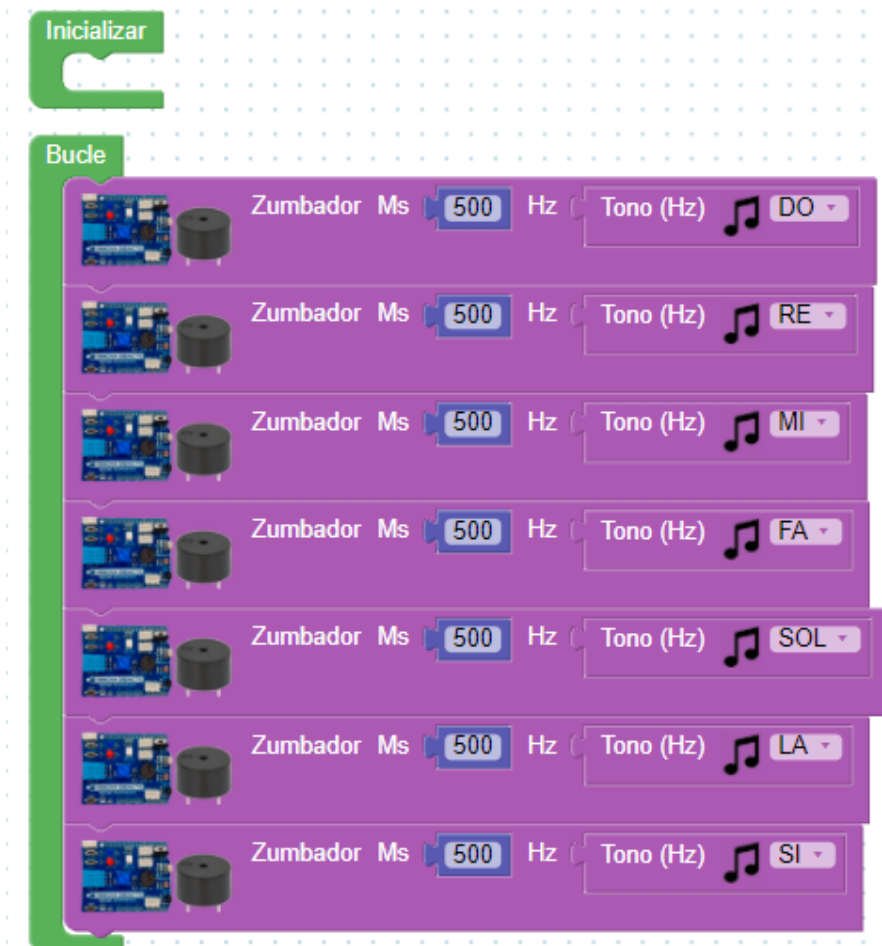 Inicializar
Bucle
Zumbador Ms 500 Hz Tono (Hz) DO
Zumbador Ms 500 Hz Tono (Hz) RE
Zumbador Ms 500 Hz Tono (Hz) MI
Zumbador Ms 500 Hz Tono (Hz) FA
Zumbador Ms 500 Hz Tono (Hz) SOL
Zumbador Ms 500 Hz Tono (Hz) LA
Zumbador Ms 500 Hz Tono (Hz) SI